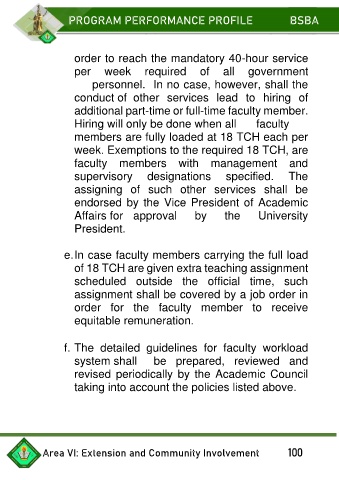 PROGRAM PERFORMANCE PROFILE BSBA
order to reach the mandatory 40-hour service
per week required of all government
personnel. In no case, however, shall the
conduct of other services lead to hiring of
additional part-time or full-time faculty member.
Hiring will only be done when all faculty
members are fully loaded at 18 TCH each per
week. Exemptions to the required 18 TCH, are
faculty members with management and
supervisory designations specified. The
assigning of such other services shall be
endorsed by the Vice President of Academic
Affairs for approval by the University
President.
e. In case faculty members carrying the full load
of 18 TCH are given extra teaching assignment
scheduled outside the official time, such
assignment shall be covered by a job order in
order for the faculty member to receive
equitable remuneration.
f. The detailed guidelines for faculty workload
system shall be prepared, reviewed and
revised periodically by the Academic Council
taking into account the policies listed above.
Area VI: Extension and Community Involvement 100